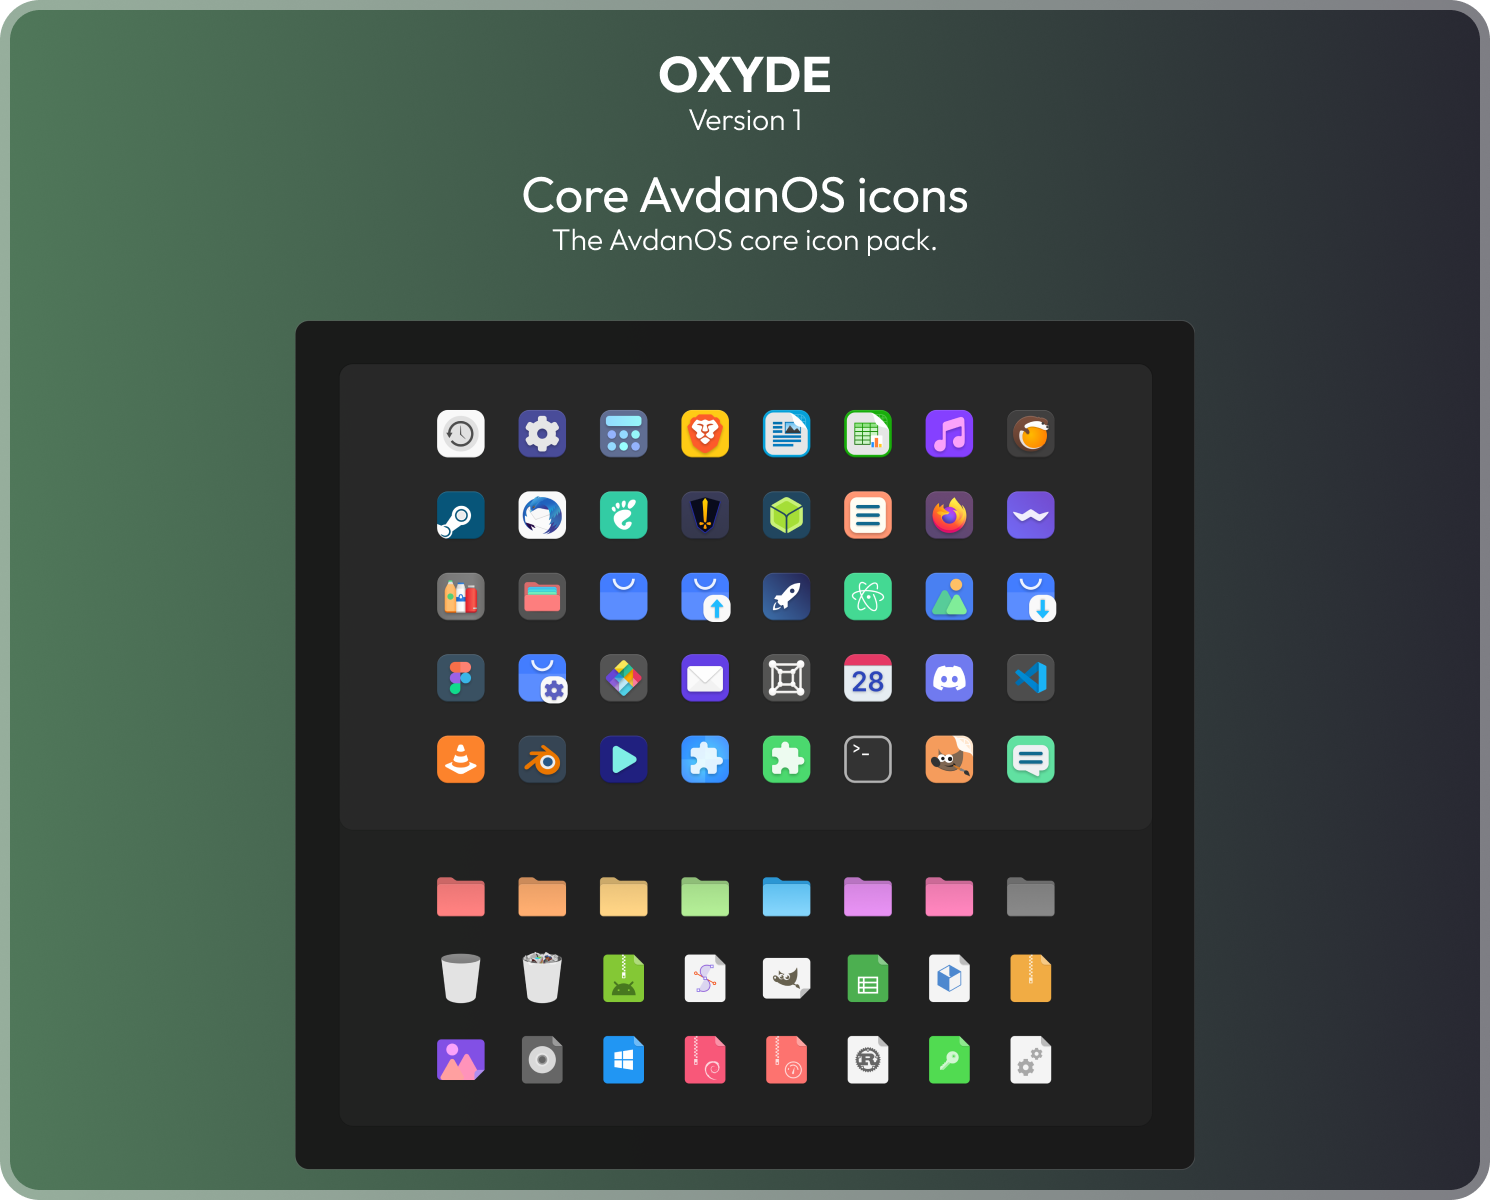 OXYDE
Version 1
Core AvdanOS icons
The AvdanOS core icon pack.
28
>_
R